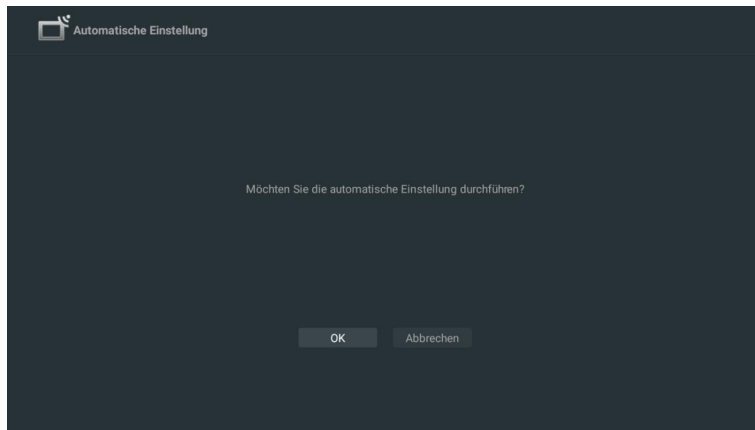 Automatische Einstellung
Möchten Sie die automatische Einstellung durchführen?
OK
Abbrechen